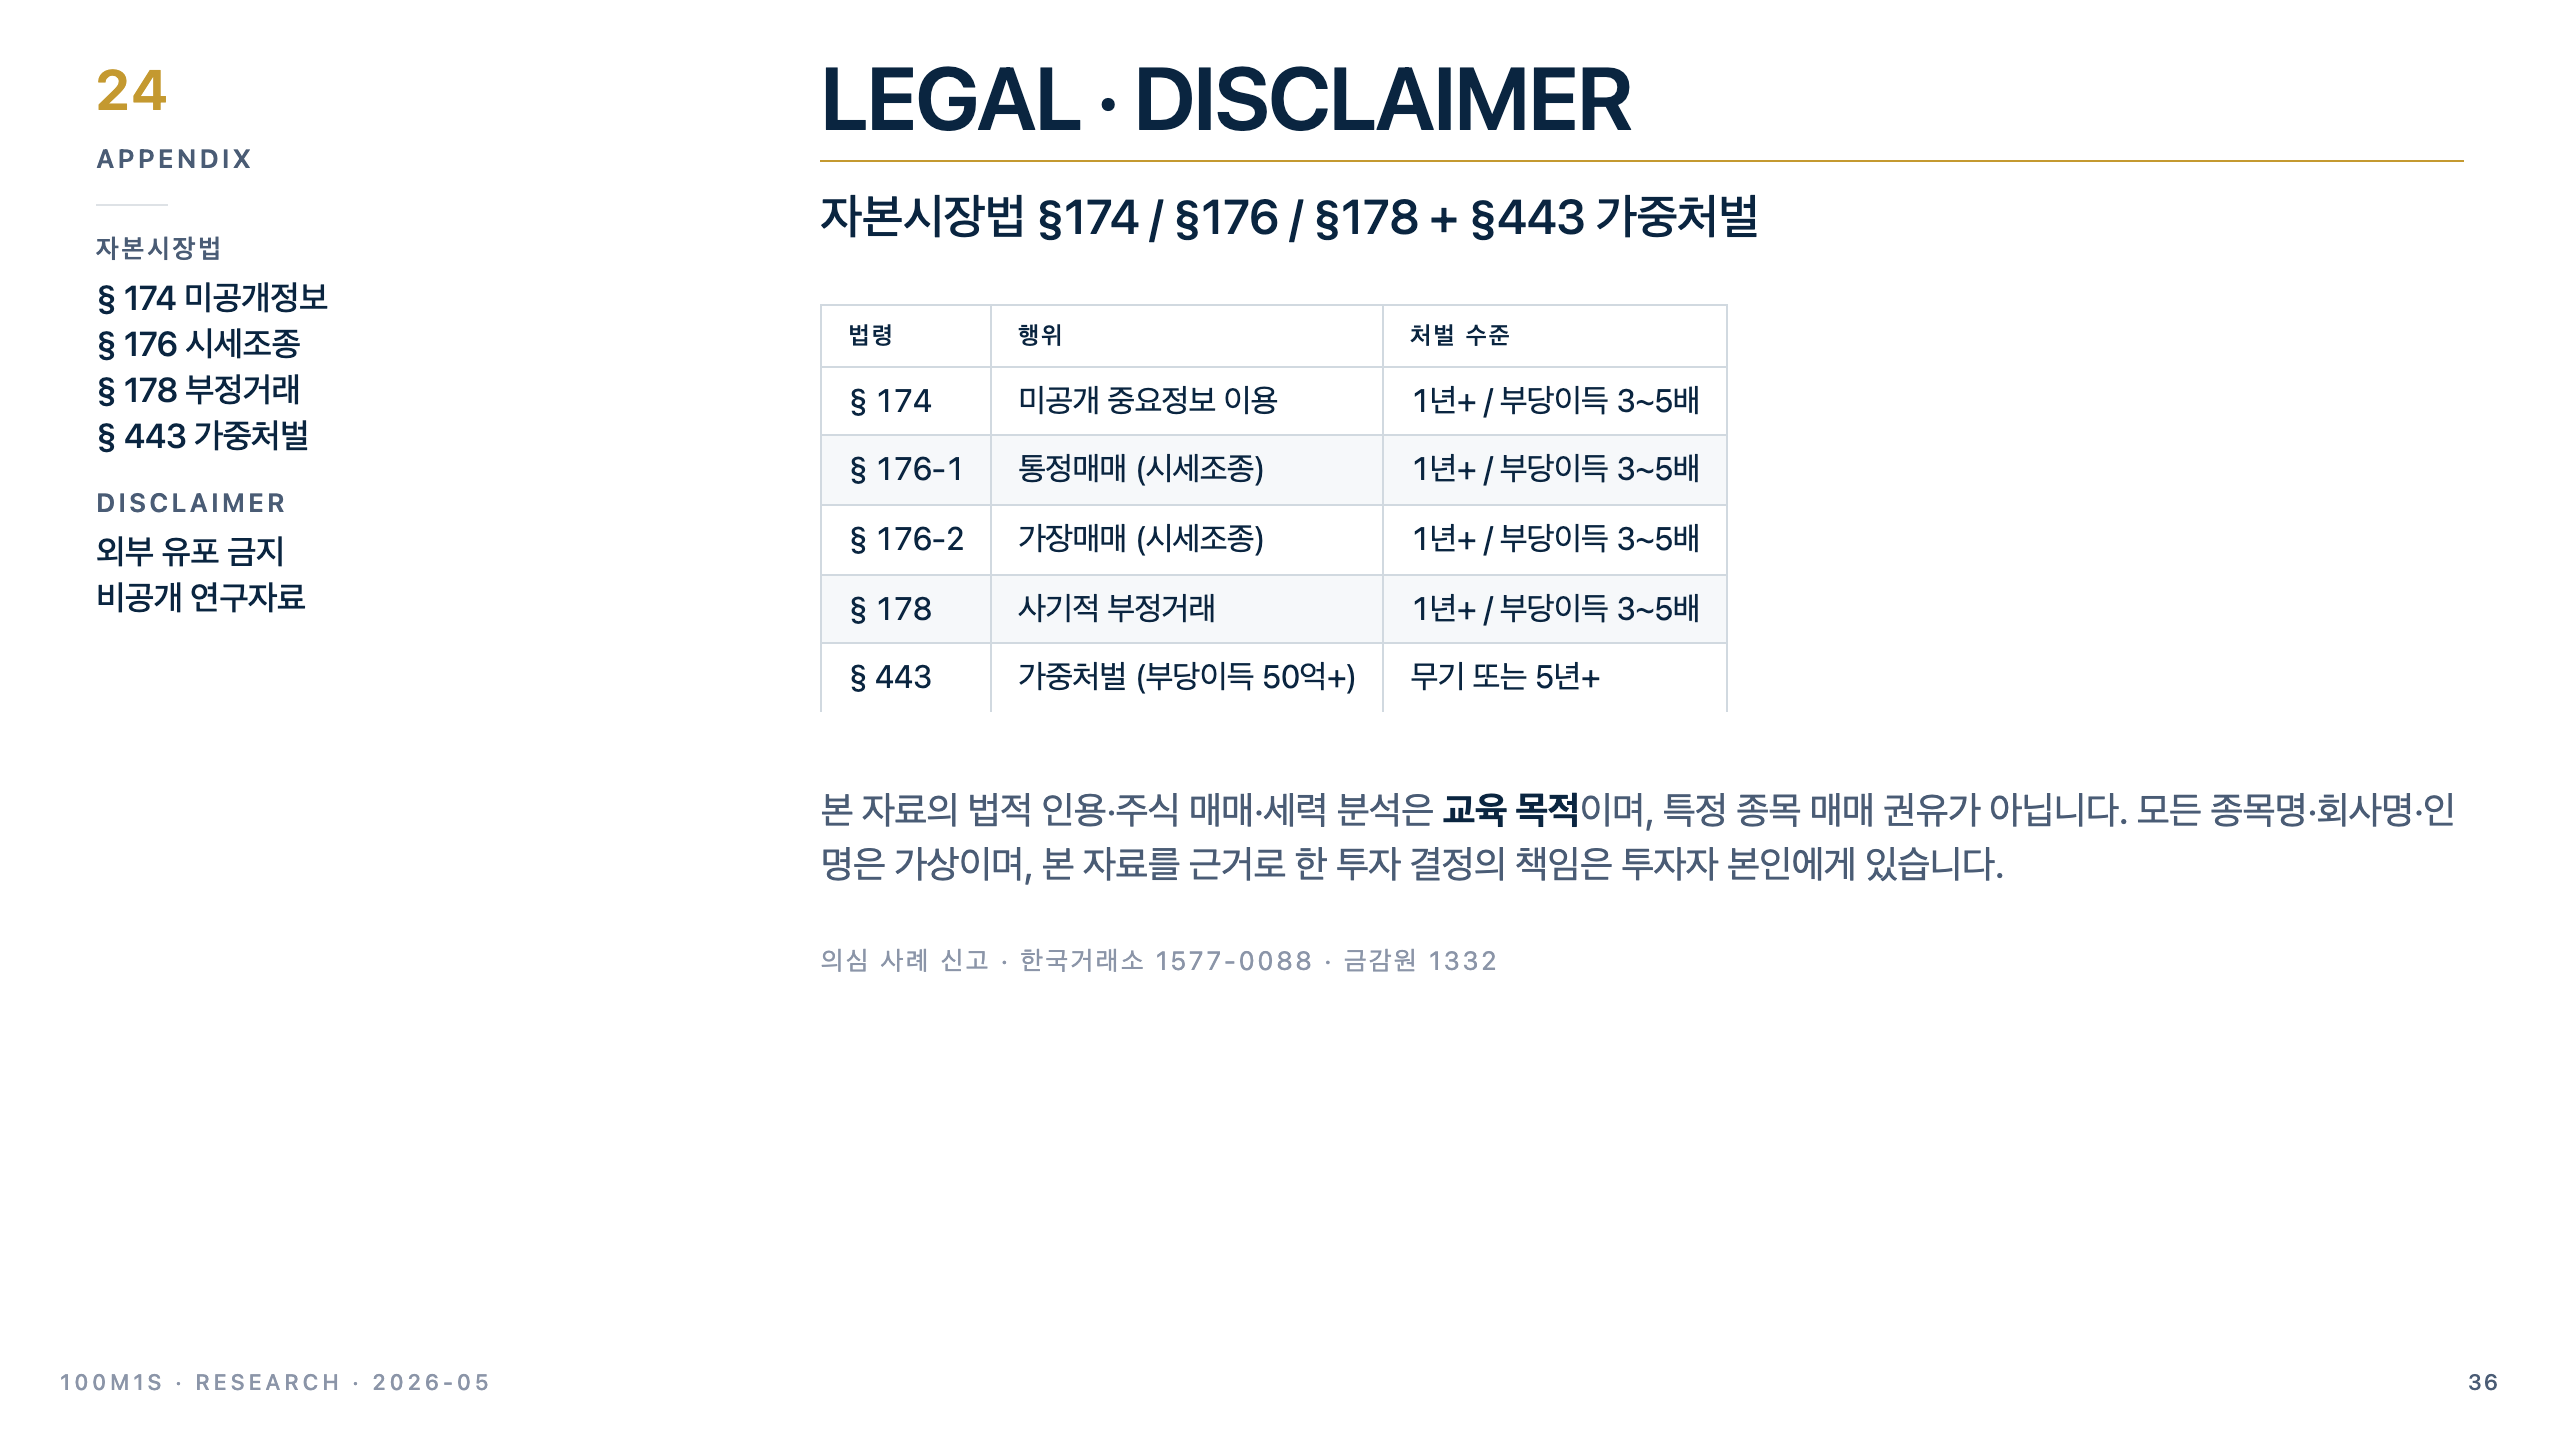 24
APPENDIX
자본시장법
§ 174 미공개정보
§ 176 시세조종
§ 178 부정거래
§ 443 가중처벌
DISCLAIMER
외부 유포 금지
비공개 연구자료
LEGAL · DISCLAIMER
자본시장법 §174 / §176 / §178 + §443 가중처벌
법령 행위 처벌 수준
§ 174 미공개 중요정보 이용 1년+ / 부당이득 3~5배
§ 176-1 통정매매 (시세조종) 1년+ / 부당이득 3~5배
§ 176-2 가장매매 (시세조종) 1년+ / 부당이득 3~5배
§ 178 사기적 부정거래 1년+ / 부당이득 3~5배
§ 443 가중처벌 (부당이득 50억+) 무기 또는 5년+
본 자료의 법적 인용·주식 매매·세력 분석은 교육 목적이며, 특정 종목 매매 권유가 아닙니다. 모든 종목명·회사명·인
명은 가상이며, 본 자료를 근거로 한 투자 결정의 책임은 투자자 본인에게 있습니다.
의심 사례 신고 · 한국거래소 1577-0088 · 금감원 1332
100M1S · RESEARCH · 2026-05
36